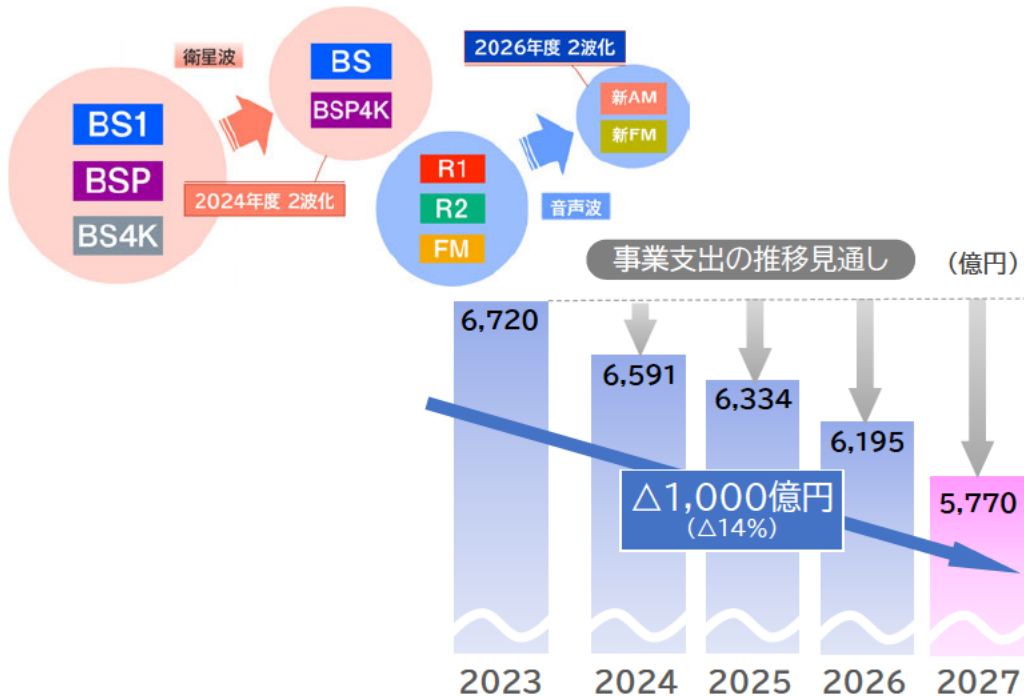 衛星波
BS1
BSP
BS4K
2024年度 2波化
BS
BSP4K
R1
R2
FM
音声波
2026年度 2波化
新AM
新FM
事業支出の推移見通し
(億円)
6,720
6,591
6,334
6,195
5,770
△1,000億円
(△14%)
2023
2024
2025
2026
2027